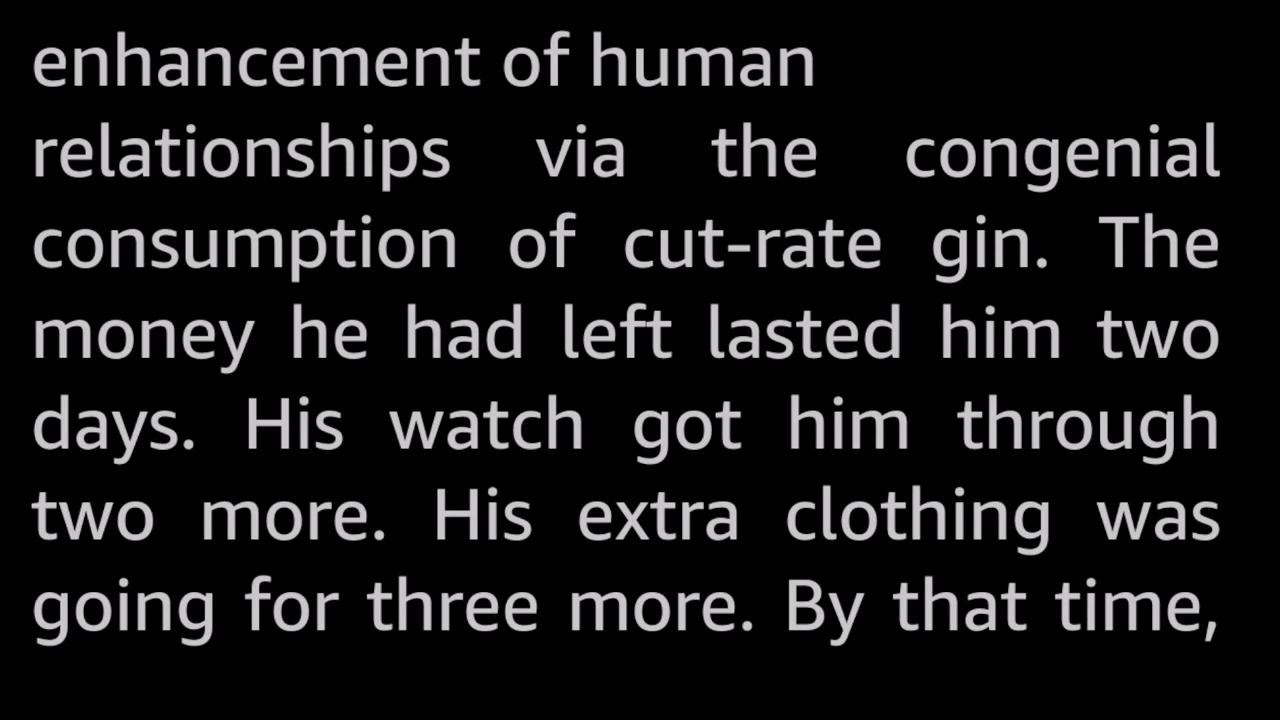 enhancement of human
relationships via the congenial
consumption of cut-rate gin. The
money he had left lasted him two
days. His watch got him through
two more. His extra clothing was
going for three more. By that time,